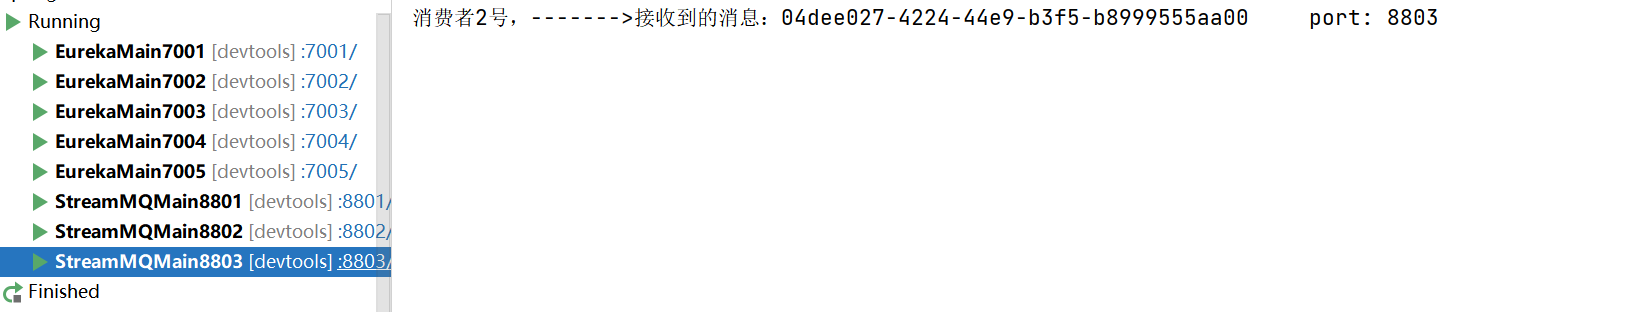 Running
EurekaMain7001 [devtools] :7001/
EurekaMain7002 [devtools] :7002/
EurekaMain7003 [devtools] :7003/
EurekaMain7004 [devtools] :7004/
EurekaMain7005 [devtools] :7005/
StreamMQMain8801 [devtools] :8801/
StreamMQMain8802 [devtools] :8802/
StreamMQMain8803 [devtools] :8803/
Finished
消费者2号，------->接收到的消息：04dee027-4224-44e9-b3f5-b8999555aa00 port: 8803